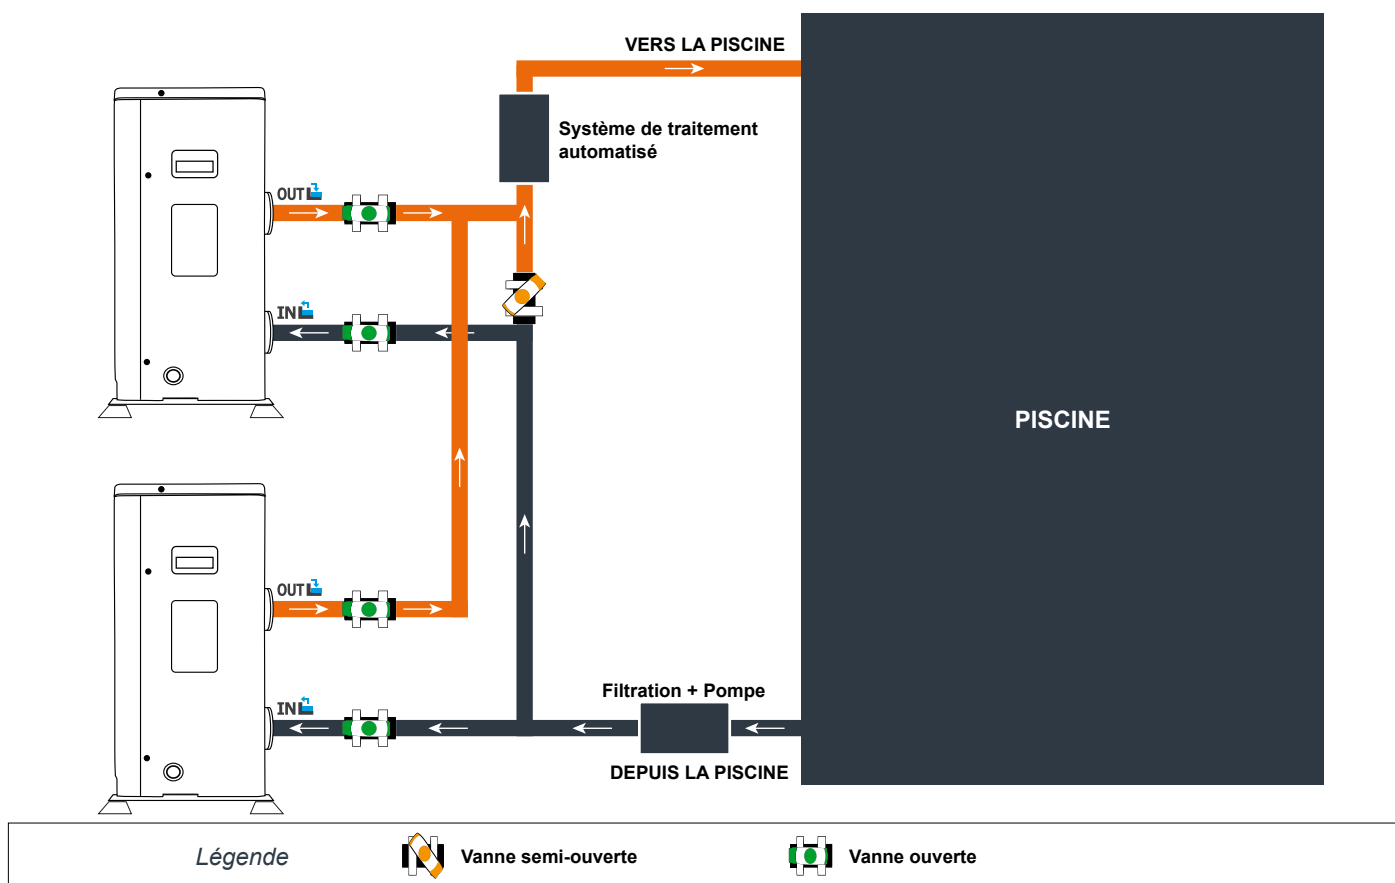 VERS LA PISCINE
Système de traitement
automatisé
OUT
IN
PISCINE
OUT
IN
Filtration + Pompe
DEPUIS LA PISCINE
Légende
Vanne semi-ouverte
Vanne ouverte